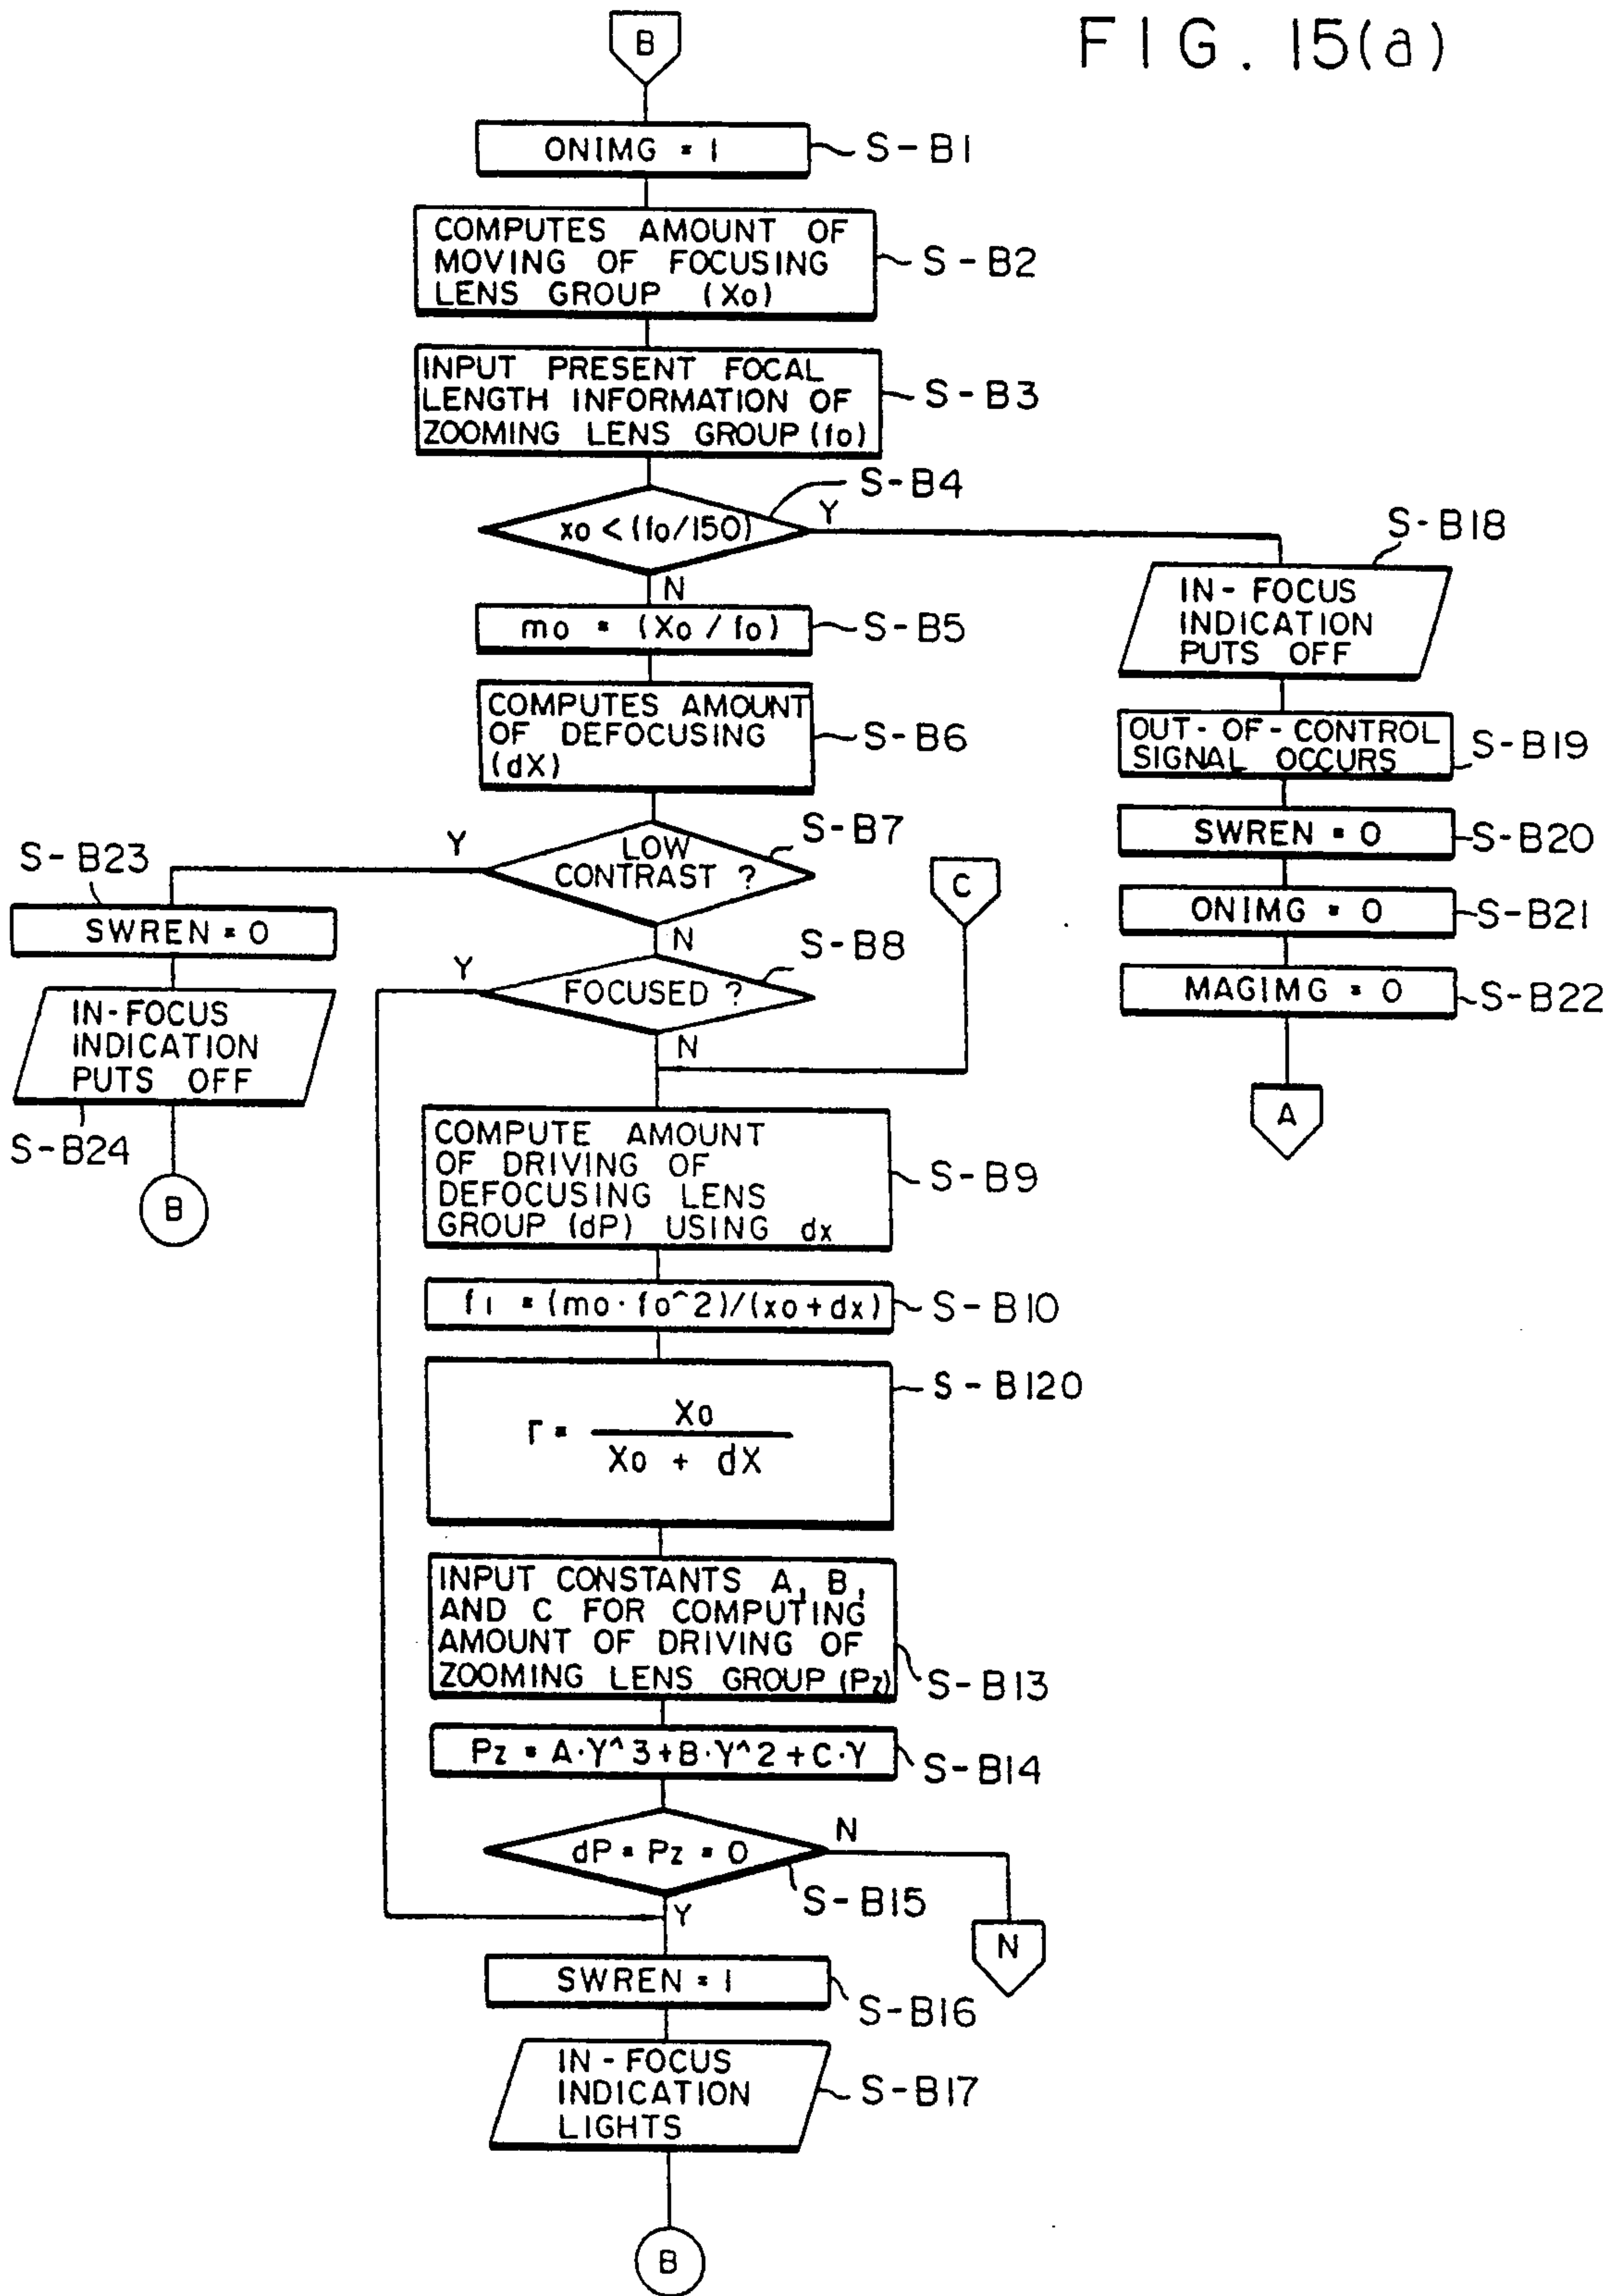 FIG. 15(a)
B
ONIMG = 1
S-B1
COMPUTES AMOUNT OF
MOVING OF FOCUSING
LENS GROUP (Xo)
S-B2
INPUT PRESENT FOCAL
LENGTH INFORMATION OF
ZOOMING LENS GROUP (fo)
S-B3
S-B4
xo < (fo/150)
Y
N
mo = (Xo / fo)
S-B5
COMPUTES AMOUNT
OF DEFOCUSING
(dX)
S-B6
S-B7
LOW
CONTRAST ?
Y
N
S-B8
FOCUSED ?
Y
N
C
S-B23
SWREN = 0
IN-FOCUS
INDICATION
PUTS OFF
S-B24
B
S-B18
IN-FOCUS
INDICATION
PUTS OFF
OUT-OF-CONTROL
SIGNAL OCCURS
S-B19
SWREN = 0
S-B20
ONIMG = 0
S-B21
MAGIMG = 0
S-B22
A
COMPUTE AMOUNT
OF DRIVING OF
DEFOCUSING LENS
GROUP (dP) USING dx
S-B9
f1 = (mo·fo^2)/(xo+dx)
S-B10
S-B120
r = Xo
Xo + dX
INPUT CONSTANTS A, B,
AND C FOR COMPUTING
AMOUNT OF DRIVING OF
ZOOMING LENS GROUP (Pz)
S-B13
Pz = A·Y^3+B·Y^2+C·Y
S-B14
dP = Pz = 0
N
S-B15
Y
N
SWREN = 1
S-B16
IN-FOCUS
INDICATION
LIGHTS
S-B17
B